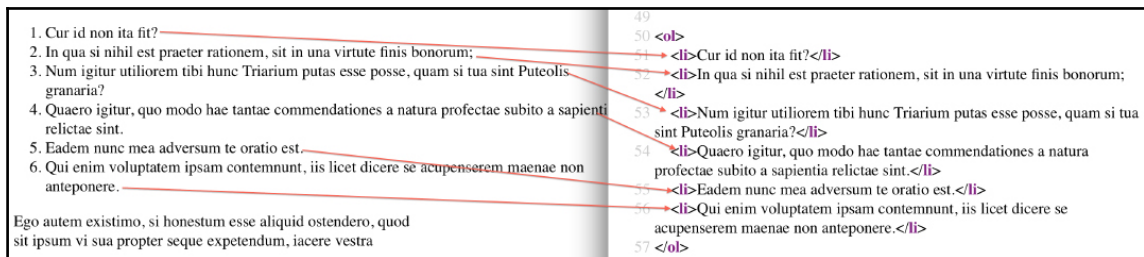 1. Cur id non ita fit?
2. In qua si nihil est praeter rationem, sit in una virtute finis bonorum;
3. Num igitur utiliorem tibi hunc Triarium putas esse posse, quam si tua sint Puteolis
granaria?
4. Quaero igitur, quo modo hae tantae commendationes a natura profectae subito a sapienti
relictae sint.
5. Eadem nunc mea adversum te oratio est.
6. Qui enim voluptatem ipsam contemnunt, iis licet dicere se acupenserem maenae non
anteponere.
Ego autem existimo, si honestum esse aliquid ostendero, quod
sit ipsum vi sua propter seque expetendum, iacere vestra
49
50 <ol>
51 <li>Cur id non ita fit?</li>
52 <li>In qua si nihil est praeter rationem, sit in una virtute finis bonorum;
</li>
53 <li>Num igitur utiliorem tibi hunc Triarium putas esse posse, quam si tua
sint Puteolis granaria?</li>
54 <li>Quaero igitur, quo modo hae tantae commendationes a natura
profectae subito a sapientia relictae sint.</li>
55 <li>Eadem nunc mea adversum te oratio est.</li>
56 <li>Qui enim voluptatem ipsam contemnunt, iis licet dicere se
acupenserem maenae non anteponere.</li>
57 </ol>